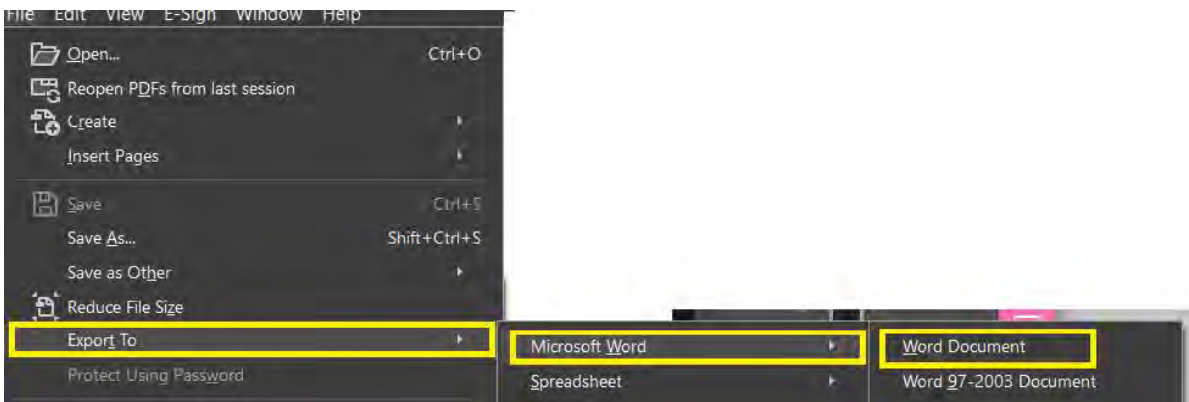 File Edit View E-Sign Window Help
Open... Ctrl+O
Reopen PDFs from last session
Create
Insert Pages
Save Ctrl+S
Save As... Shift+Ctrl+S
Save as Other
Reduce File Size
Export To
Microsoft Word
Word Document
Protect Using Password
Spreadsheet
Word 97-2003 Document